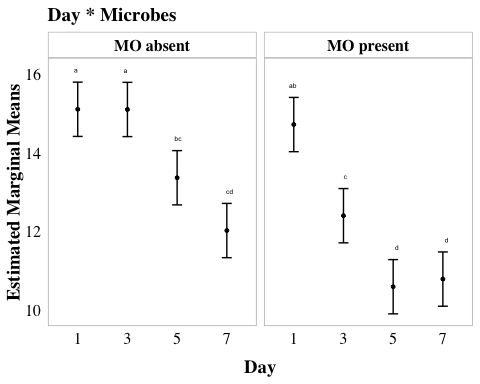 Day * Microbes
MO absent
MO present
Estimated Marginal Means
16
14
12
10
a
a
bc
cd
ab
c
d
d
1 3 5 7
1 3 5 7
Day